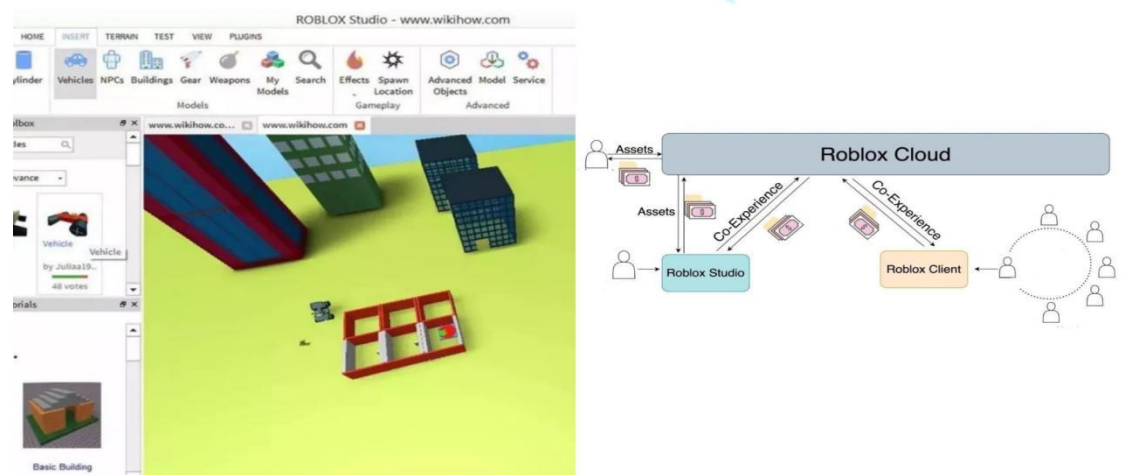 ROBLOX Studio - www.wikihow.com
HOME INSERT TERRAIN TEST VIEW PLUGINS
ylinder Vehicles NPCs Buildings Gear Weapons My Models Search Effects Spawn Location Advanced Objects Model Service
Models Gameplay Advanced
lbox
www.wikihow.co... www.wikihow.com
les
vance
Vehicle
Vehicle
by Juliaa19...
48 votes
orials
Basic Building
Roblox Cloud
Assets
Assets
Co-Experience
Co-Experience
Roblox Studio
Roblox Client